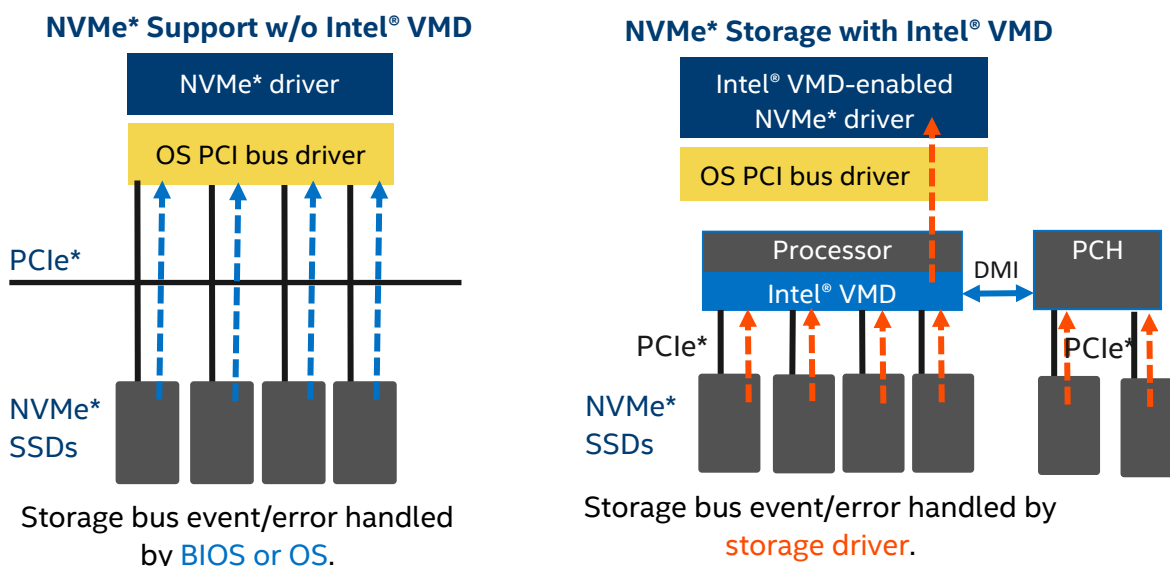 NVMe* Support w/o Intel® VMD
NVMe* driver
OS PCI bus driver
PCIe*
NVMe*
SSDs
Storage bus event/error handled
by BIOS or OS.
NVMe* Storage with Intel® VMD
Intel® VMD-enabled
NVMe* driver
OS PCI bus driver
Processor
Intel® VMD
DMI
PCH
PCIe*
PCIe*
NVMe*
SSDs
Storage bus event/error handled by
storage driver.